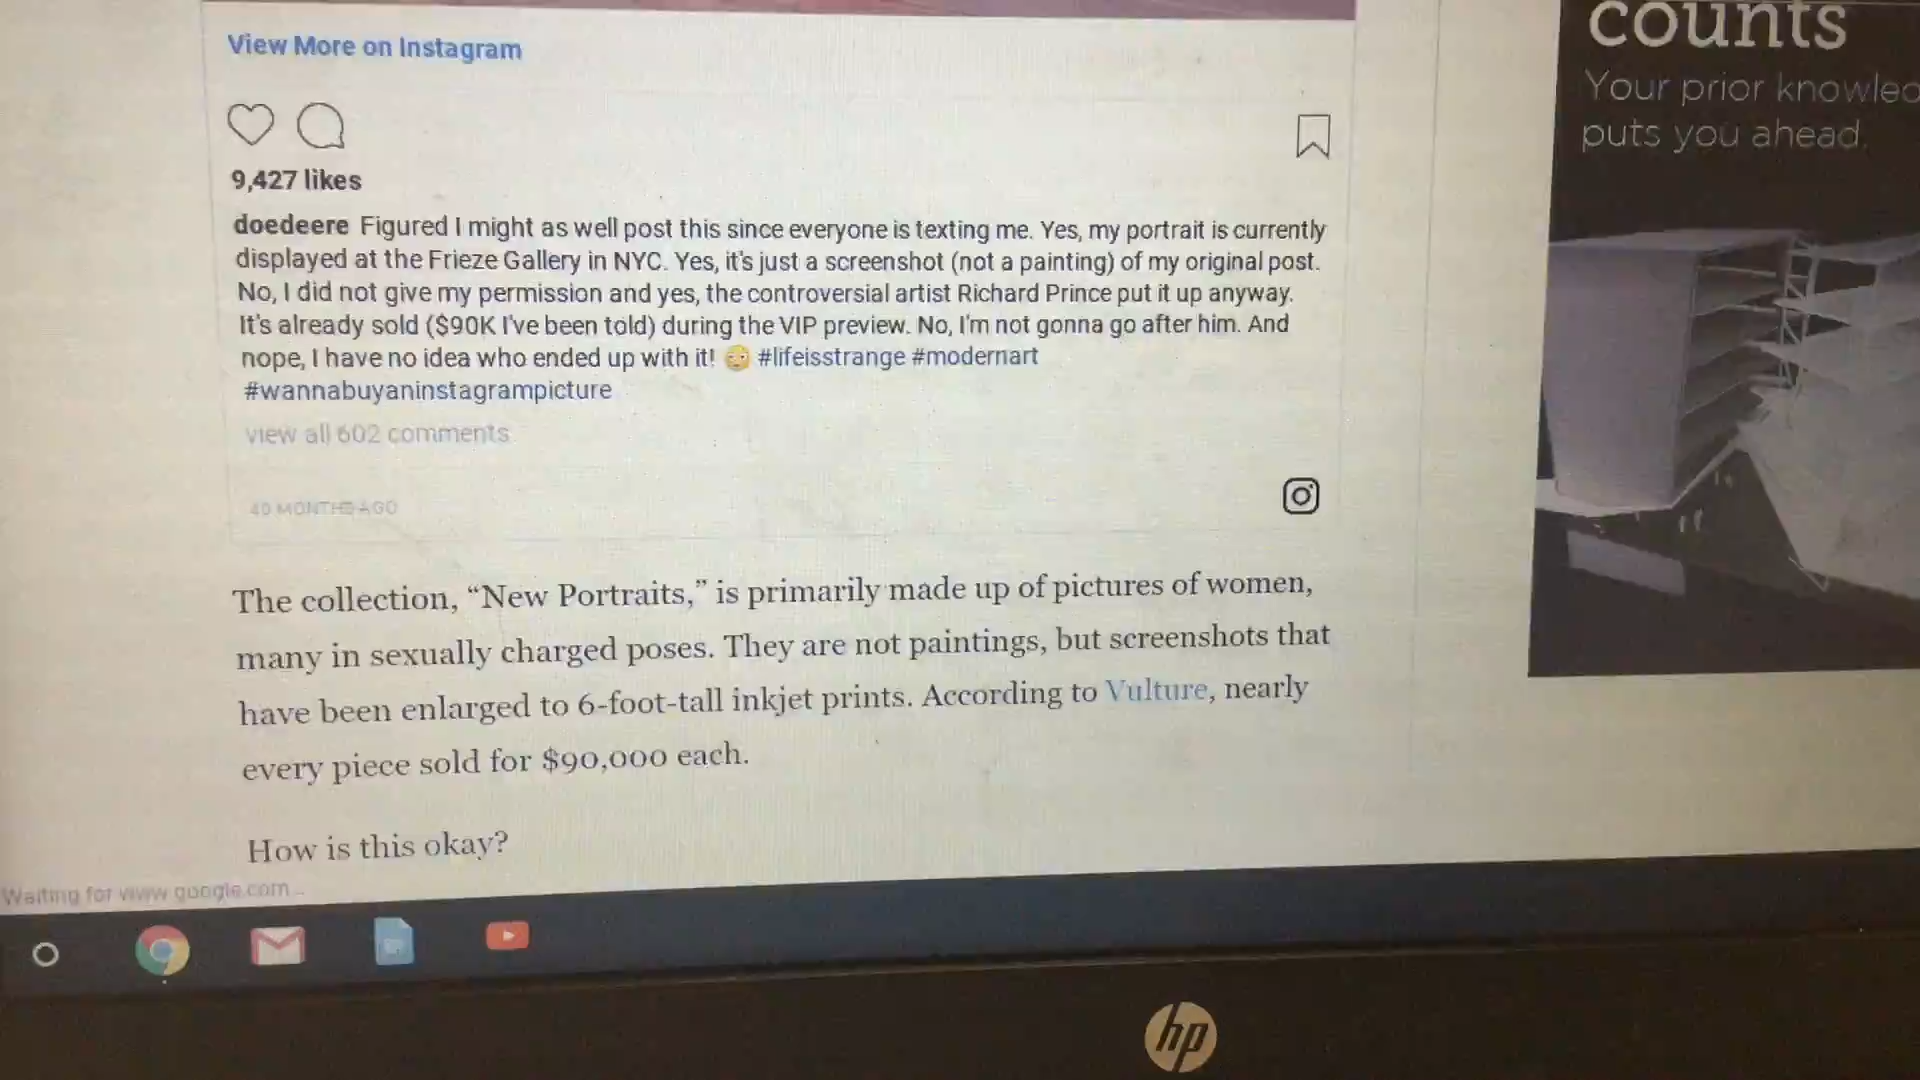 View More on Instagram
9,427 likes
doedeere Figured I might as well post this since everyone is texting me. Yes, my portrait is currently
displayed at the Frieze Gallery in NYC. Yes, it's just a screenshot (not a painting) of my original post.
No, I did not give my permission and yes, the controversial artist Richard Prince put it up anyway.
It's already sold ($90K I've been told) during the VIP preview. No, I'm not gonna go after him. And
nope, I have no idea who ended up with it! 😳 #lifeisstrange #modernart
#wannabuyaninstagrampicture
view all 602 comments
40 MONTHS AGO
The collection, “New Portraits,” is primarily made up of pictures of women,
many in sexually charged poses. They are not paintings, but screenshots that
have been enlarged to 6-foot-tall inkjet prints. According to Vulture, nearly
every piece sold for $90,000 each.
How is this okay?
Waiting for www.google.com...
counts
Your prior knowled
puts you ahead.
hp